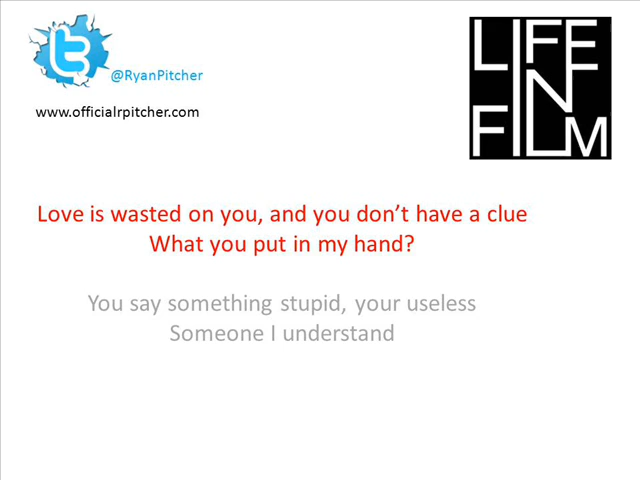 t
@RyanPitcher
www.officialrpitcher.com
LIFE
IN
FILM
Love is wasted on you, and you don’t have a clue
What you put in my hand?
You say something stupid, your useless
Someone I understand